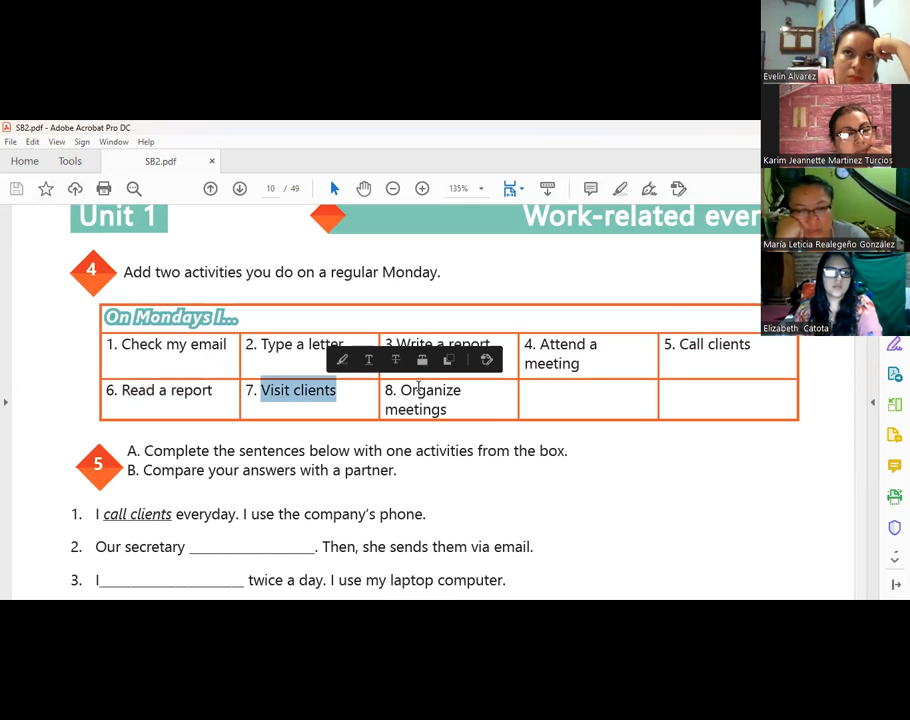 Evelin Alvarez
Karim Jeannette Martinez Turcios
María Leticia Realegeño González
Elizabeth Catota
SB2.pdf - Adobe Acrobat Pro DC
File Edit View Sign Window Help
Home Tools SB2.pdf ×
10 / 49 135%
Unit 1 Work-related even
4 Add two activities you do on a regular Monday.
On Mondays I...
1. Check my email 2. Type a letter 3. Write a report 4. Attend a meeting 5. Call clients
6. Read a report 7. Visit clients 8. Organize meetings
5 A. Complete the sentences below with one activities from the box.
B. Compare your answers with a partner.
1. I call clients everyday. I use the company's phone.
2. Our secretary ________________. Then, she sends them via email.
3. I__________________ twice a day. I use my laptop computer.